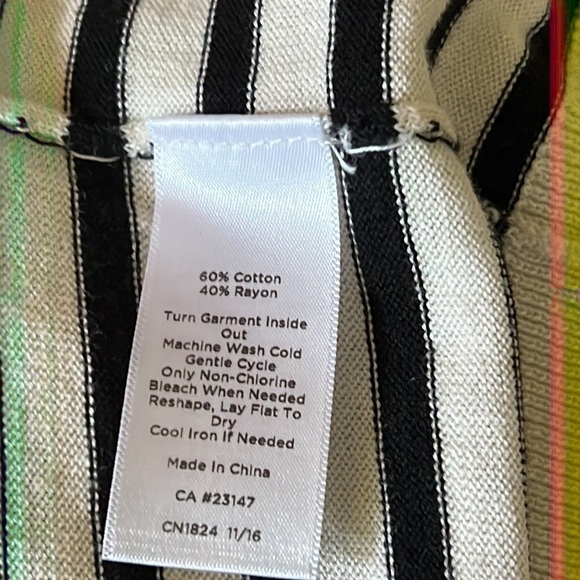 60% Cotton
40% Rayon
Turn Garment Inside
Out
Machine Wash Cold
Gentle Cycle
Only Non-Chlorine
Bleach When Needed
Reshape, Lay Flat To
Dry
Cool Iron If Needed
Made In China
CA #23147
CN1824 11/16